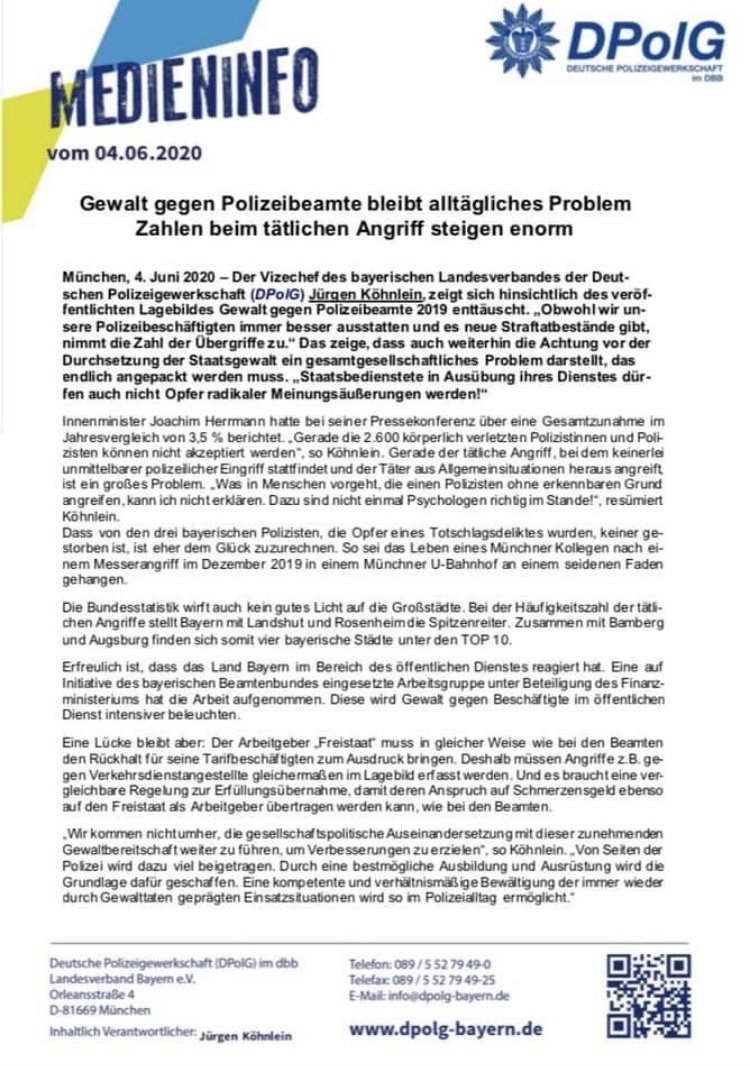 MEDIENINFO
DPolG
DEUTSCHE POLIZEIGEWERKSCHAFT
im DBB
vom 04.06.2020
Gewalt gegen Polizeibeamte bleibt alltägliches Problem
Zahlen beim tätlichen Angriff steigen enorm
München, 4. Juni 2020 – Der Vizechef des bayerischen Landesverbandes der Deut-
schen Polizeigewerkschaft (DPolG) Jürgen Köhnlein, zeigt sich hinsichtlich des veröf-
fentlichten Lagebildes Gewalt gegen Polizeibeamte 2019 enttäuscht. „Obwohl wir un-
sere Polizeibeschäftigten immer besser ausstatten und es neue Straftatbestände gibt,
nimmt die Zahl der Übergriffe zu.“ Das zeige, dass auch weiterhin die Achtung vor der
Durchsetzung der Staatsgewalt ein gesamtgesellschaftliches Problem darstellt, das
endlich angepackt werden muss. „Staatsbedienstete in Ausübung ihres Dienstes dür-
fen auch nicht Opfer radikaler Meinungsäußerungen werden!“
Innenminister Joachim Herrmann hatte bei seiner Pressekonferenz über eine Gesamtzunahme im
Jahresvergleich von 3,5 % berichtet. „Gerade die 2.600 körperlich verletzten Polizistinnen und Poli-
zisten können nicht akzeptiert werden“, so Köhnlein. Gerade der tätliche Angriff, bei dem keinerlei
unmittelbarer polizeilicher Eingriff stattfindet und der Täter aus Allgemeinsituationen heraus angreift,
ist ein großes Problem. „Was in Menschen vorgeht, die einen Polizisten ohne erkennbaren Grund
angreifen, kann ich nicht erklären. Dazu sind nicht einmal Psychologen richtig im Stande!“, resümiert
Köhnlein.
Dass von den drei bayerischen Polizisten, die Opfer eines Totschlagsdeliktes wurden, keiner ge-
storben ist, ist eher dem Glück zuzurechnen. So sei das Leben eines Münchner Kollegen nach ei-
nem Messerangriff im Dezember 2019 in einem Münchner U-Bahnhof an einem seidenen Faden
gehangen.
Die Bundesstatistik wirft auch kein gutes Licht auf die Großstädte. Bei der Häufigkeitszahl der tätli-
chen Angriffe stellt Bayern mit Landshut und Rosenheim die Spitzenreiter. Zusammen mit Bamberg
und Augsburg finden sich somit vier bayerische Städte unter den TOP 10.
Erfreulich ist, dass das Land Bayern im Bereich des öffentlichen Dienstes reagiert hat. Eine auf
Initiative des bayerischen Beamtenbundes eingesetzte Arbeitsgruppe unter Beteiligung des Finanz-
ministeriums hat die Arbeit aufgenommen. Diese wird Gewalt gegen Beschäftigte im öffentlichen
Dienst intensiver beleuchten.
Eine Lücke bleibt aber: Der Arbeitgeber „Freistaat“ muss in gleicher Weise wie bei den Beamten
den Rückhalt für seine Tarifbeschäftigten zum Ausdruck bringen. Deshalb müssen Angriffe z.B. ge-
gen Verkehrsdienstangestellte gleichermaßen im Lagebild erfasst werden. Und es braucht eine ver-
gleichbare Regelung zur Erfüllungsübernahme, damit deren Anspruch auf Schmerzensgeld ebenso
auf den Freistaat als Arbeitgeber übertragen werden kann, wie bei den Beamten.
„Wir kommen nicht umher, die gesellschaftspolitische Auseinandersetzung mit dieser zunehmenden
Gewaltbereitschaft weiter zu führen, um Verbesserungen zu erzielen“, so Köhnlein. „Von Seiten der
Polizei wird dazu viel beigetragen. Durch eine bestmögliche Ausbildung und Ausrüstung wird die
Grundlage dafür geschaffen. Eine kompetente und verhältnismäßige Bewältigung der immer wieder
durch Gewalttaten geprägten Einsatzsituationen wird so im Polizeialltag ermöglicht.“
Deutsche Polizeigewerkschaft (DPolG) im dbb
Landesverband Bayern e.V.
Orleansstraße 4
D-81669 München
Inhaltlich Verantwortlicher: Jürgen Köhnlein
Telefon: 089 / 5 52 79 49-0
Telefax: 089 / 5 52 79 49-25
E-Mail: info@dpolg-bayern.de
www.dpolg-bayern.de